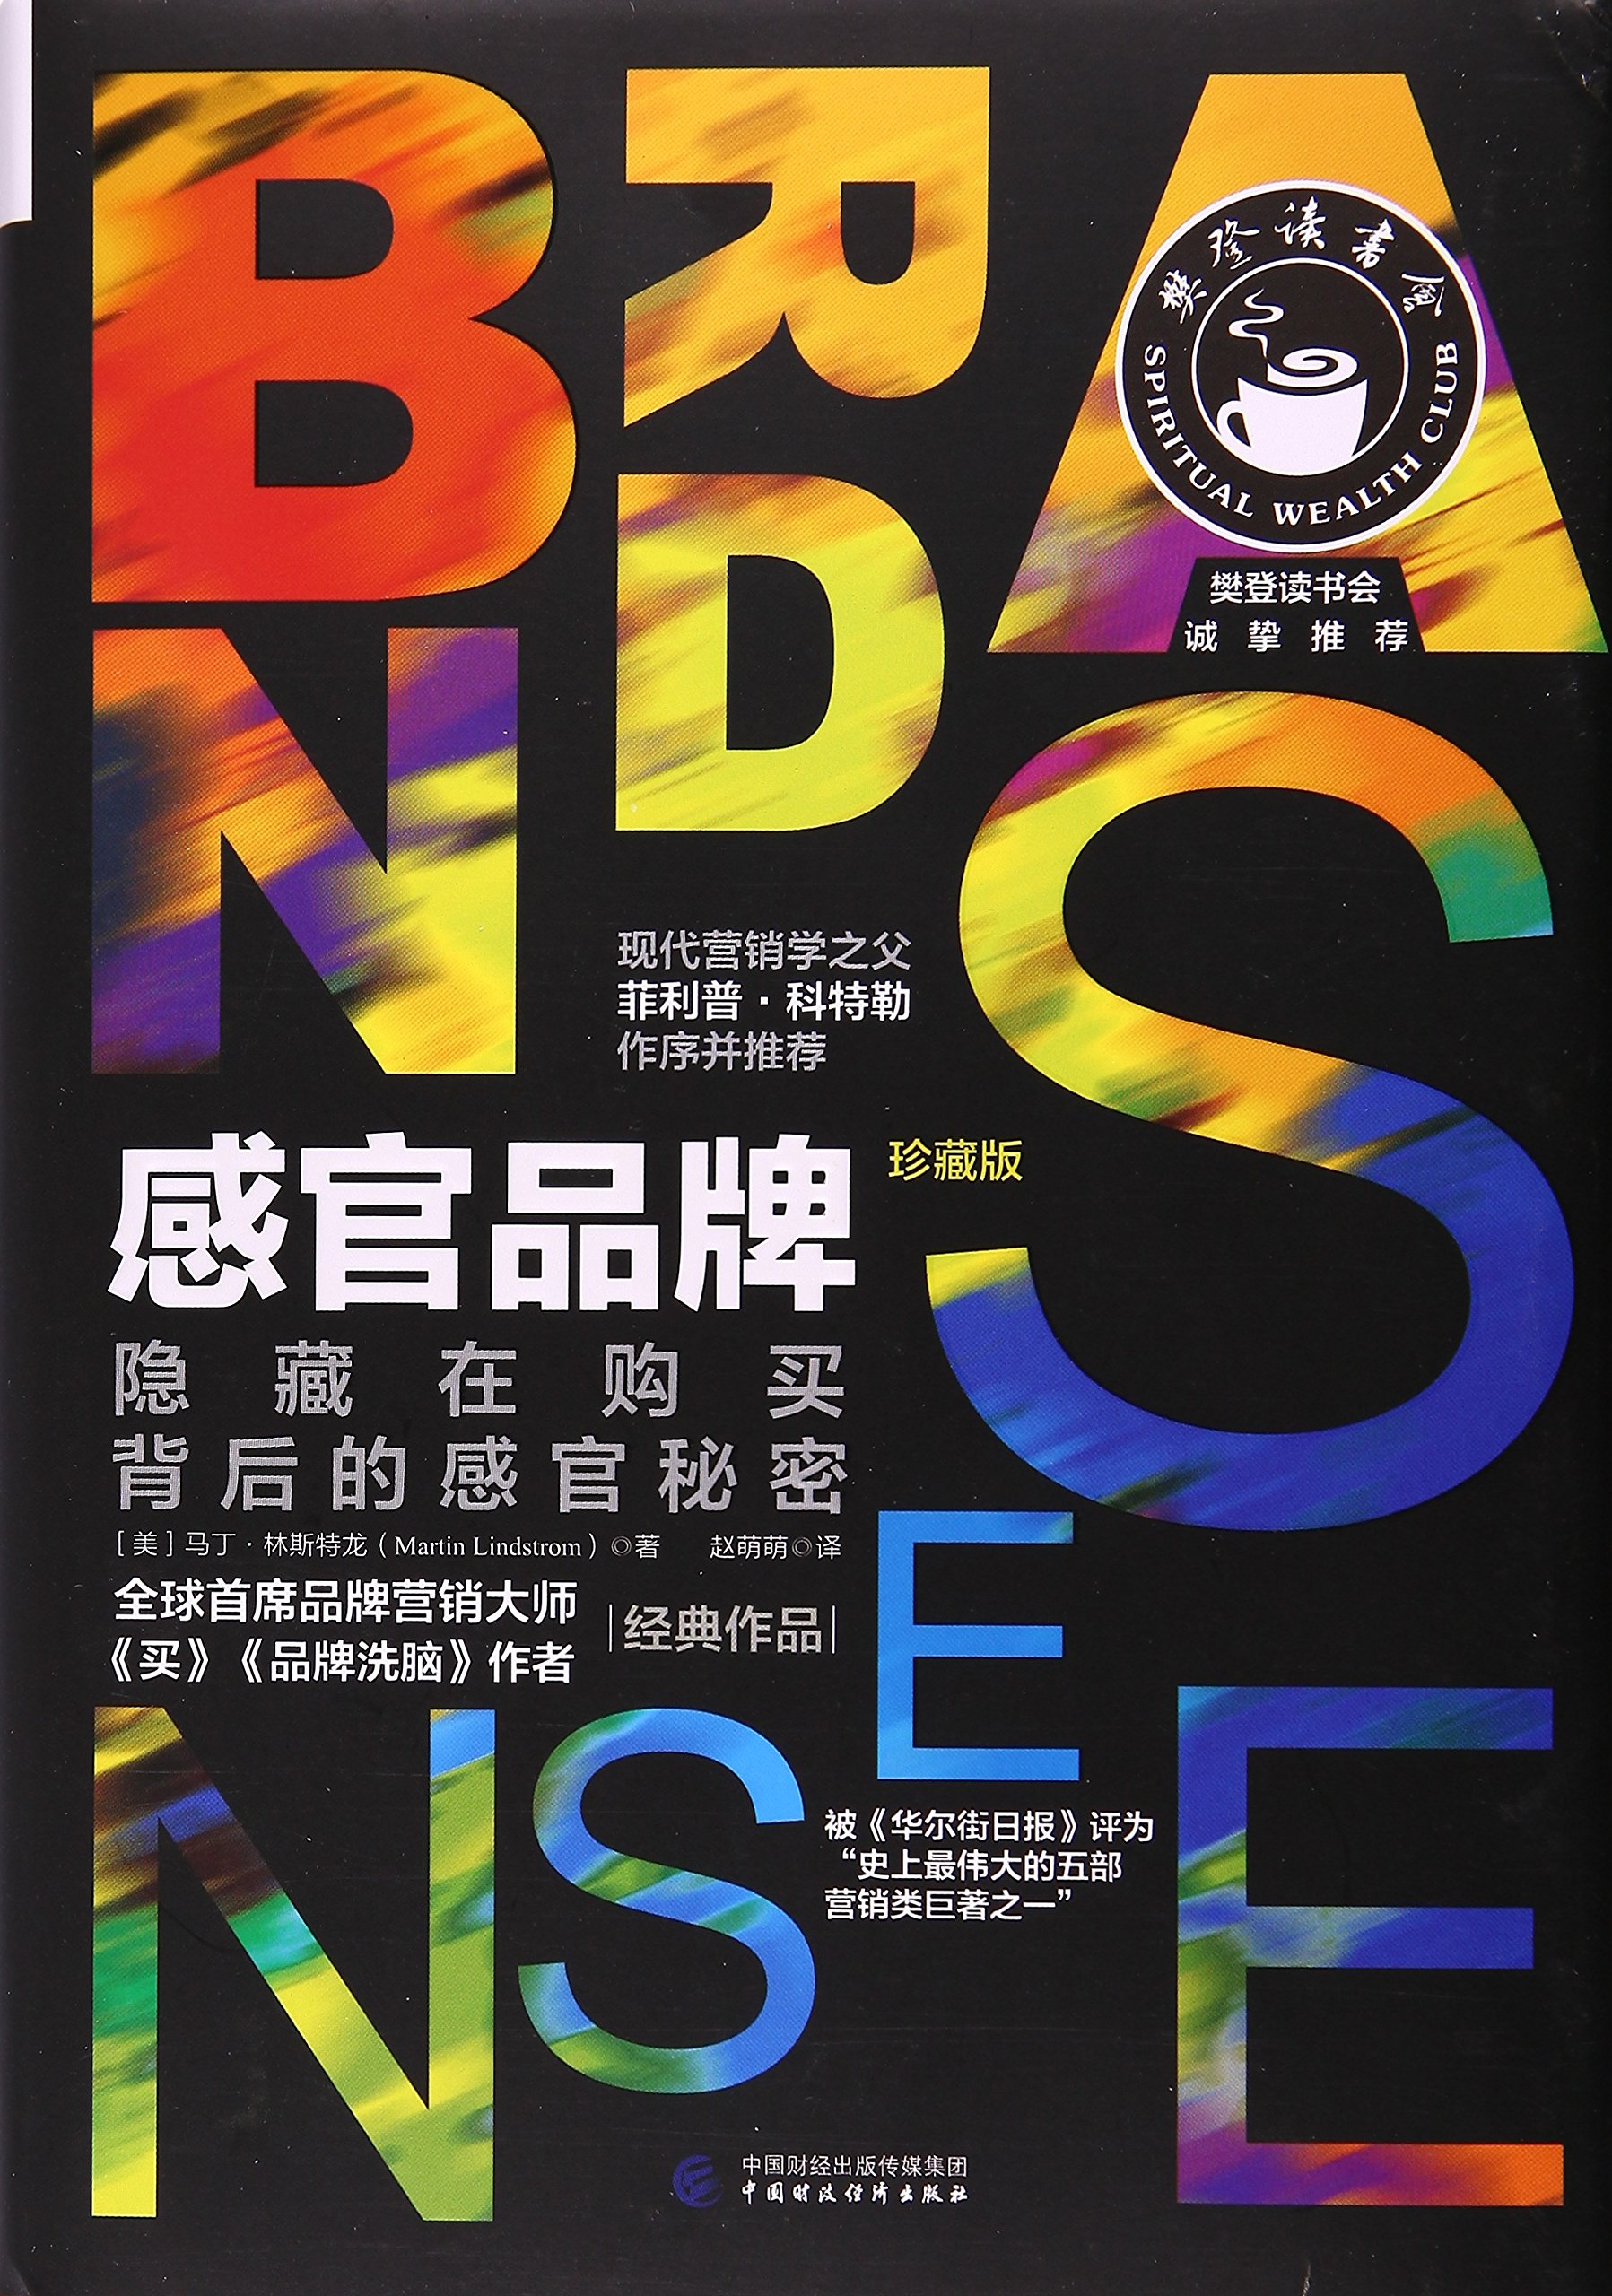 BRAND
SENSE
樊登读书会
SPIRITUAL WEALTH CLUB
樊登读书会
诚挚推荐
现代营销学之父
菲利普·科特勒
作序并推荐
感官品牌
珍藏版
隐藏在购买
背后的感官秘密
[美]马丁·林斯特龙(Martin Lindstrom)◎著 赵萌萌◎译
全球首席品牌营销大师
《买》《品牌洗脑》作者
|经典作品|
被《华尔街日报》评为
“史上最伟大的五部
营销类巨著之一”
中国财经出版传媒集团
中国财政经济出版社